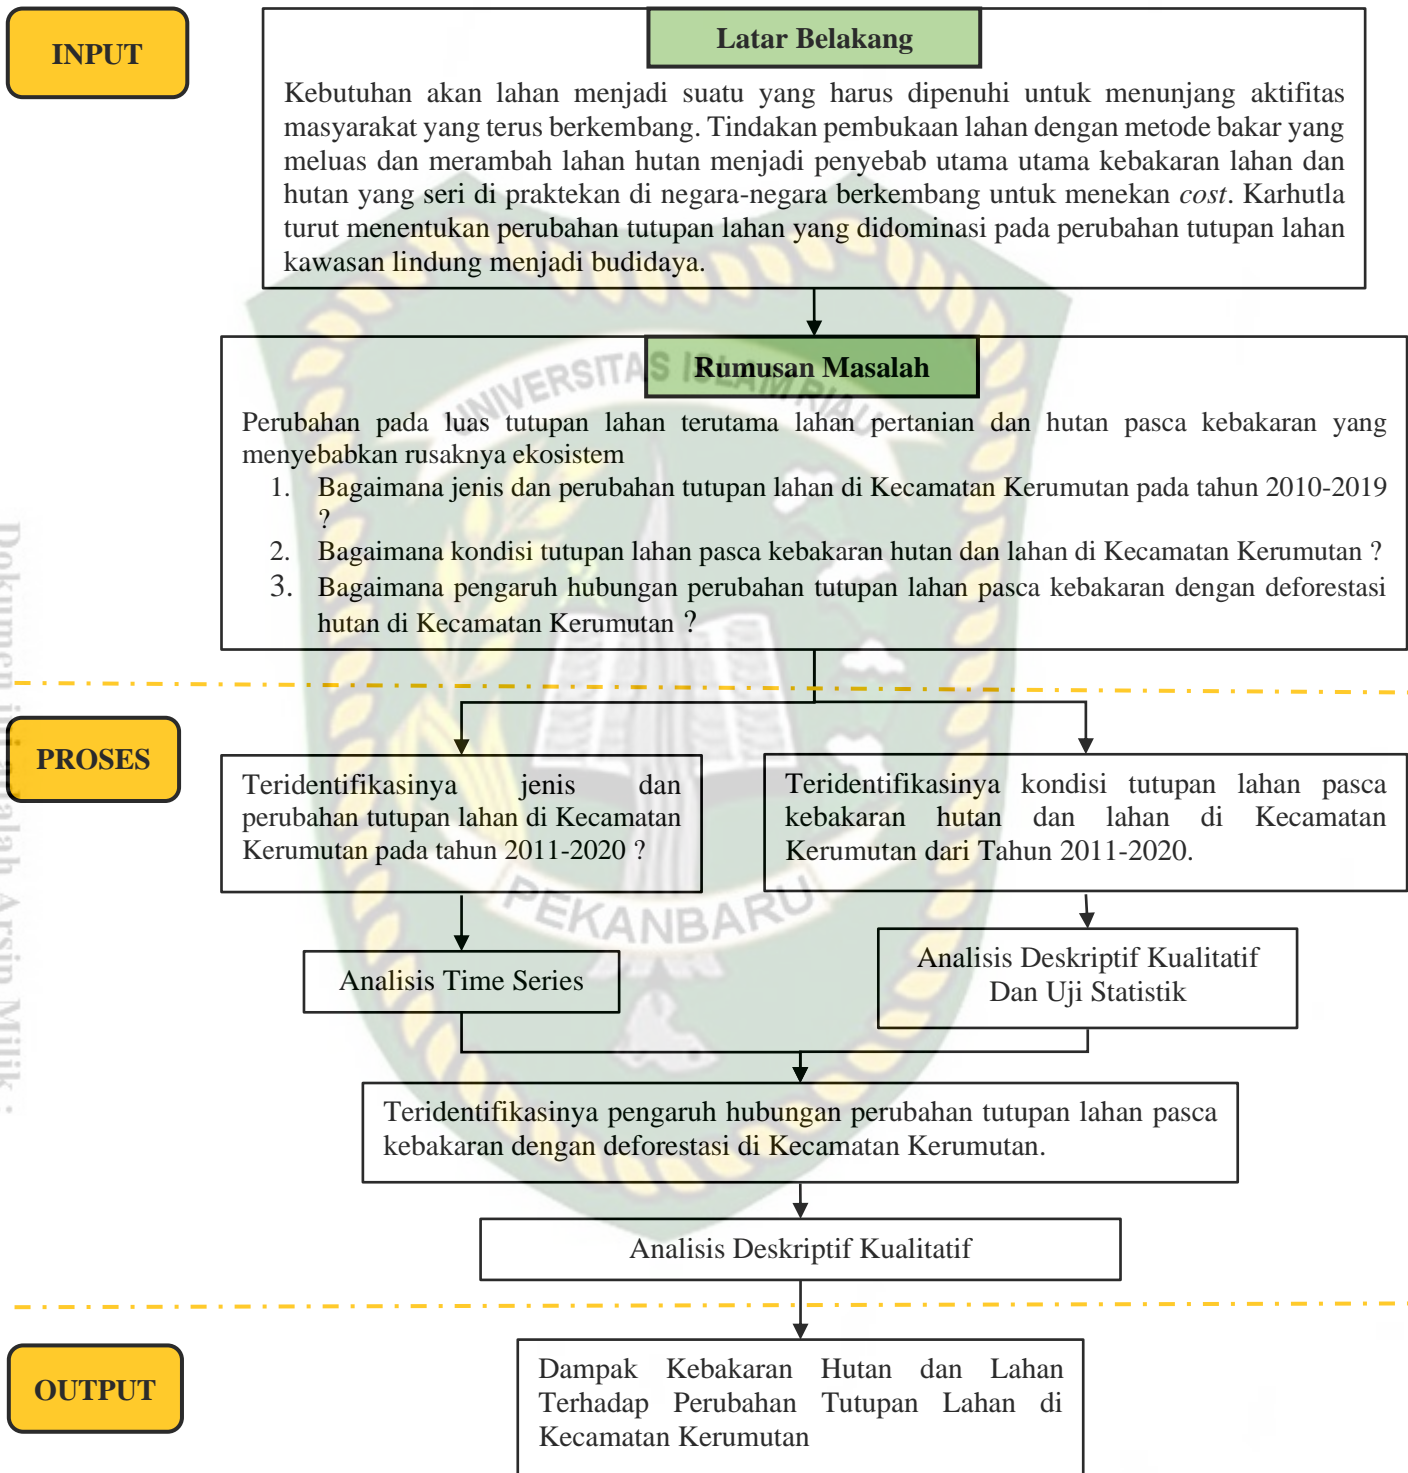 INPUT
Latar Belakang
Kebutuhan akan lahan menjadi suatu yang harus dipenuhi untuk menunjang aktifitas
masyarakat yang terus berkembang. Tindakan pembukaan lahan dengan metode bakar yang
meluas dan merambah lahan hutan menjadi penyebab utama utama kebakaran lahan dan
hutan yang seri di praktekan di negara-negara berkembang untuk menekan cost. Karhutla
turut menentukan perubahan tutupan lahan yang didominasi pada perubahan tutupan lahan
kawasan lindung menjadi budidaya.
UNIVERSITAS ISLAM RIAU
Rumusan Masalah
Perubahan pada luas tutupan lahan terutama lahan pertanian dan hutan pasca kebakaran yang
menyebabkan rusaknya ekosistem
1. Bagaimana jenis dan perubahan tutupan lahan di Kecamatan Kerumutan pada tahun 2010-2019
?
2. Bagaimana kondisi tutupan lahan pasca kebakaran hutan dan lahan di Kecamatan Kerumutan ?
3. Bagaimana pengaruh hubungan perubahan tutupan lahan pasca kebakaran dengan deforestasi
hutan di Kecamatan Kerumutan ?
PROSES
Teridentifikasinya jenis dan
perubahan tutupan lahan di Kecamatan
Kerumutan pada tahun 2011-2020 ?
Teridentifikasinya kondisi tutupan lahan pasca
kebakaran hutan dan lahan di Kecamatan
Kerumutan dari Tahun 2011-2020.
PEKANBARU
Analisis Time Series
Analisis Deskriptif Kualitatif
Dan Uji Statistik
Teridentifikasinya pengaruh hubungan perubahan tutupan lahan pasca
kebakaran dengan deforestasi di Kecamatan Kerumutan.
Analisis Deskriptif Kualitatif
OUTPUT
Dampak Kebakaran Hutan dan Lahan
Terhadap Perubahan Tutupan Lahan di
Kecamatan Kerumutan
Dokumen ini adalah Arsip Milik :